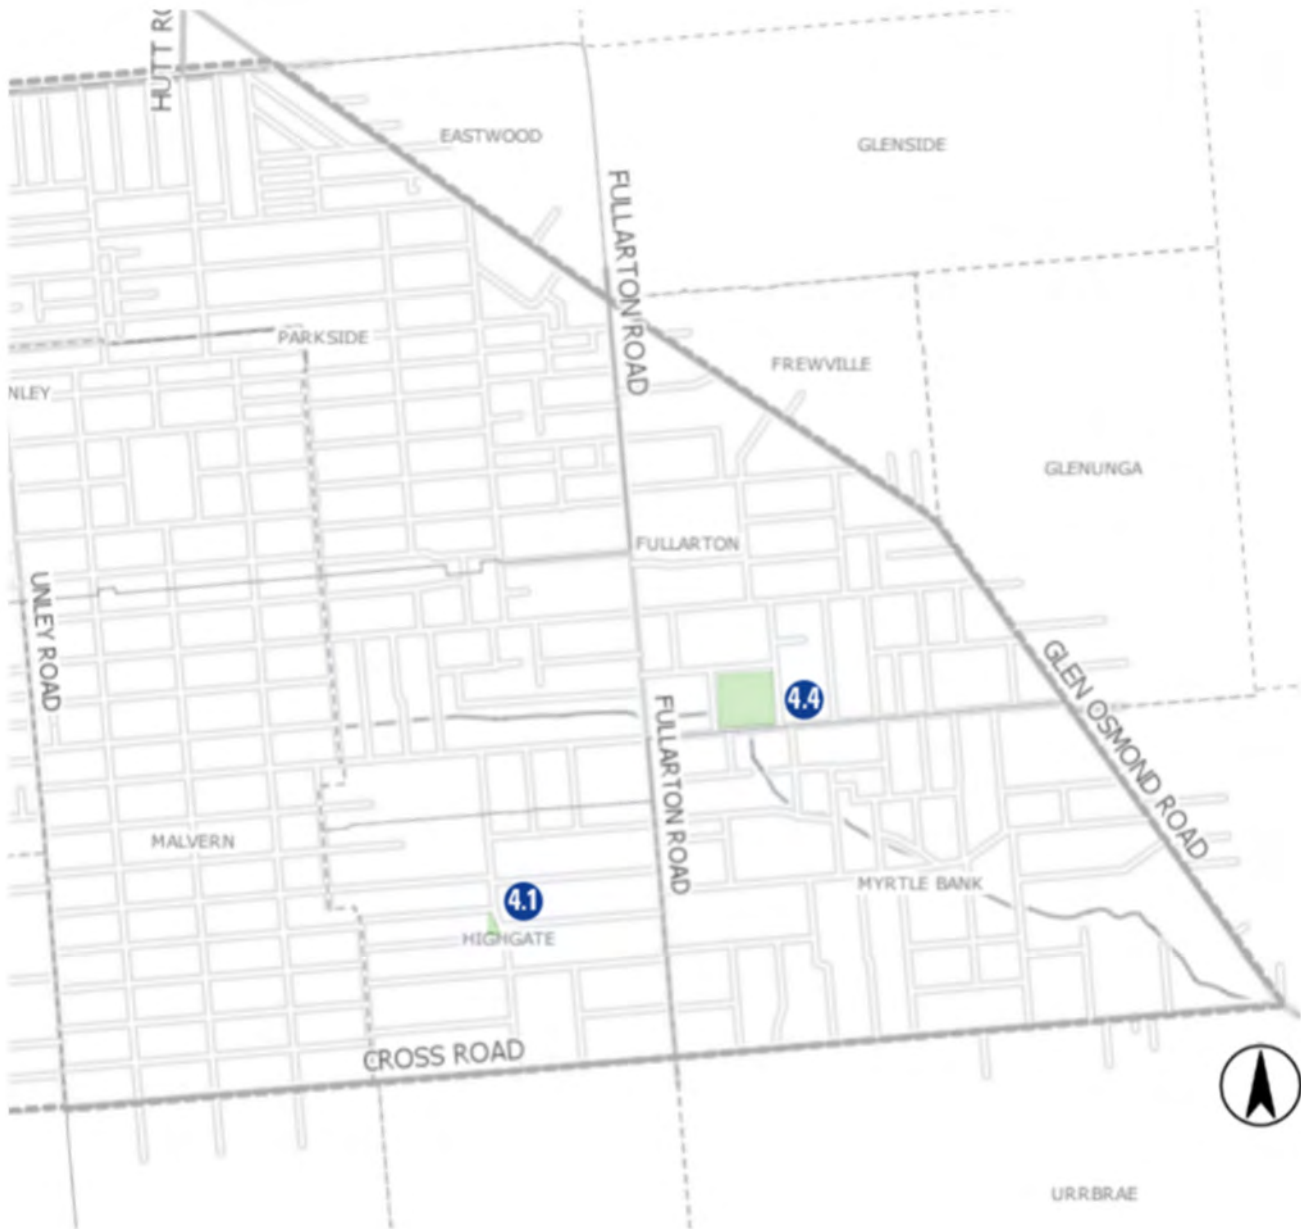 HUTT RO
EASTWOOD
GLENSIDE
FULLARTON ROAD
PARKSIDE
FREWVILLE
NLEY
GLENUNGA
FULLARTON
UNLEY ROAD
4.4
GLEN OSMOND ROAD
FULLARTON ROAD
MALVERN
MYRTLE BANK
4.1
HIGHGATE
CROSS ROAD
URRBRAE